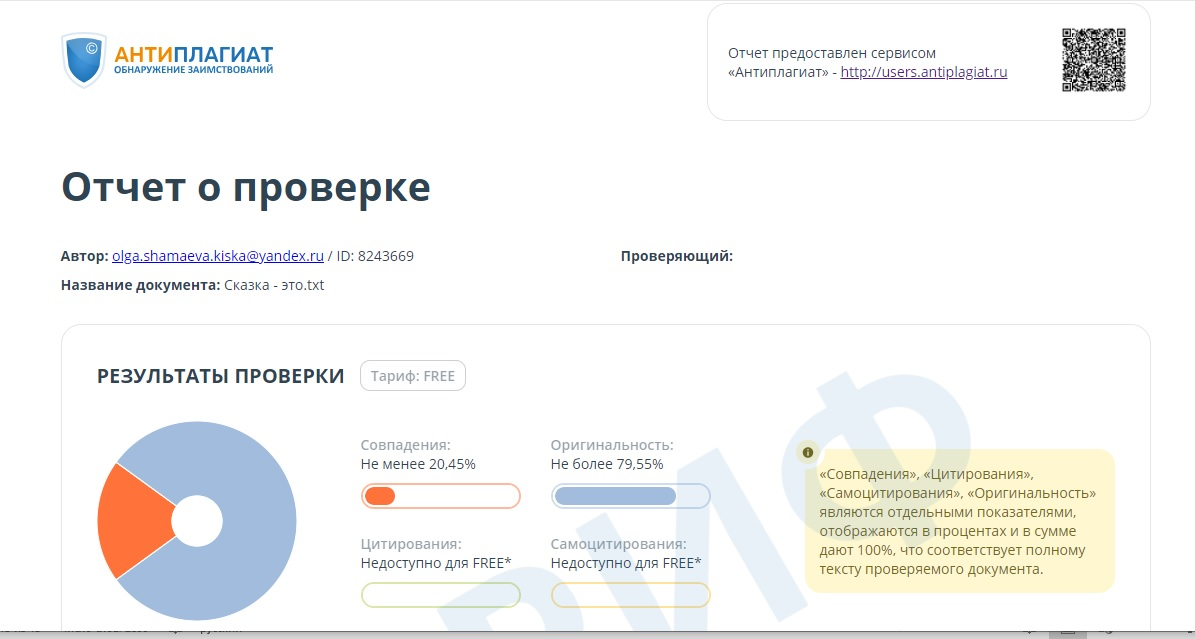 ©
АНТИПЛАГИАТ
ОБНАРУЖЕНИЕ ЗАИМСТВОВАНИЙ
Отчет предоставлен сервисом
«Антиплагиат» - http://users.antiplagiat.ru
Отчет о проверке
Автор: olga.shamaeva.kiska@yandex.ru / ID: 8243669
Проверяющий:
Название документа: Сказка - это.txt
РЕЗУЛЬТАТЫ ПРОВЕРКИ
Тариф: FREE
Совпадения:
Не менее 20,45%
Оригинальность:
Не более 79,55%
Цитирования:
Недоступно для FREE*
Самоцитирования:
Недоступно для FREE*
«Совпадения», «Цитирования»,
«Самоцитирования», «Оригинальность»
являются отдельными показателями,
отображаются в процентах и в сумме
дают 100%, что соответствует полному
тексту проверяемого документа.
РИФ